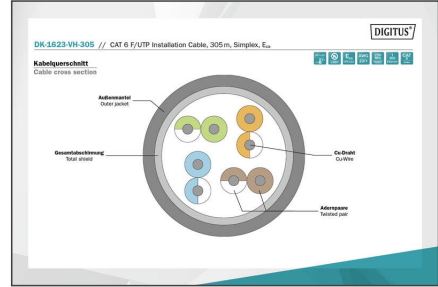 DIGITUS®
DK-1623-VH-305 // CAT 6 F/UTP Installation Cable, 305 m, Simplex, Eca
Kabelquerschnitt
Cable cross section
Außenmantel
Outer jacket
Gesamtabschirmung
Total shield
Cu-Draht
Cu-Wire
Adernpaare
Twisted pair